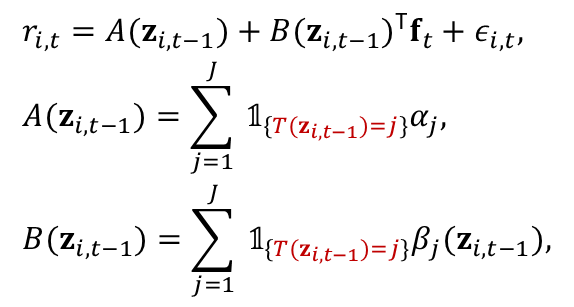 r_{i,t} = A(𝐳_{i,t−1}) + B(𝐳_{i,t−1})^⊤ 𝐟_t + ϵ_{i,t},
A(𝐳_{i,t−1}) = ∑_{j=1}^{J} 𝟙_{{T(𝐳_{i,t−1})=j}} α_j,
B(𝐳_{i,t−1}) = ∑_{j=1}^{J} 𝟙_{{T(𝐳_{i,t−1})=j}} β_j(𝐳_{i,t−1}),